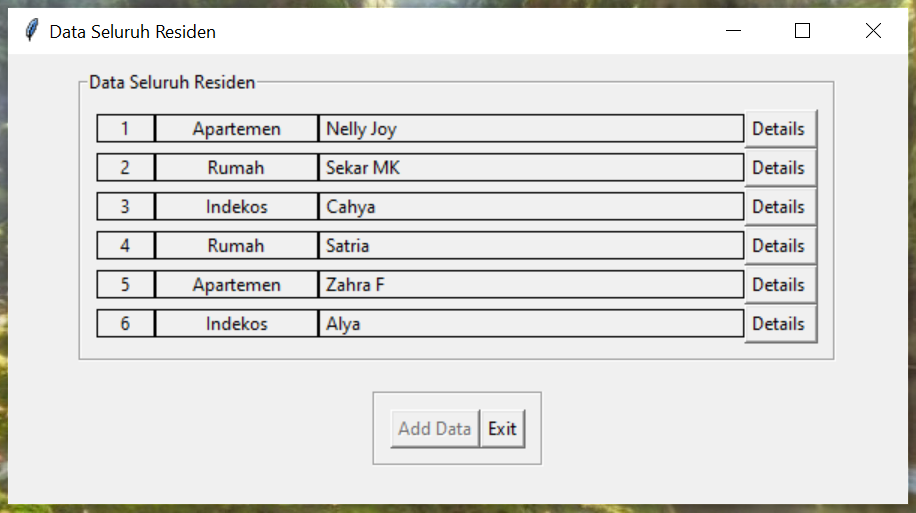 Data Seluruh Residen
Data Seluruh Residen
1 Apartemen Nelly Joy Details
2 Rumah Sekar MK Details
3 Indekos Cahya Details
4 Rumah Satria Details
5 Apartemen Zahra F Details
6 Indekos Alya Details
Add Data Exit